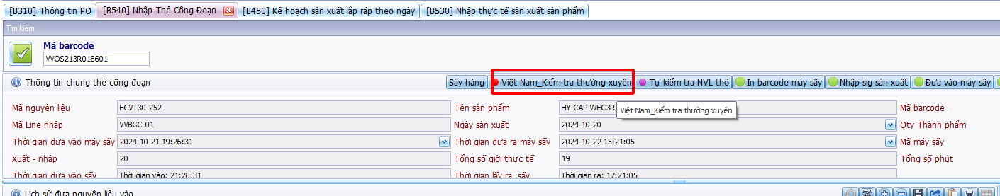 [B310] Thông tin PO [B540] Nhập Thẻ Công Đoạn [B450] Kế hoạch sản xuất lắp ráp theo ngày [B530] Nhập thực tế sản xuất sản phẩm
Tìm kiếm
Mã barcode
VVOS213R018601
Thông tin chung thẻ công đoạn Sấy hàng Việt Nam_Kiểm tra thường xuyên Tự kiểm tra NVL thô In barcode máy sấy Nhập slg sản xuất Đưa vào máy sấy
Mã nguyên liệu ECVT30-252 Tên sản phẩm HY-CAP Mã barcode
Việt Nam_Kiểm tra thường xuyên
Mã Line nhập VVBGC-01 Ngày sản xuất 2024-10-20 Qty Thành phẩm
Thời gian đưa vào máy sấy 2024-10-21 19:26:31 Thời gian đưa ra máy sấy 2024-10-22 15:21:05 Mã máy sấy
Xuất - nhập 20 Tổng số giời thực tế 19 Tổng số phút
Thời gian đưa vào sấy Thời gian vào: 21:26:31 Thời gian lấy ra, sấy Thời gian ra: 17:21:05
Lịch sử đưa nguyên liệu vào